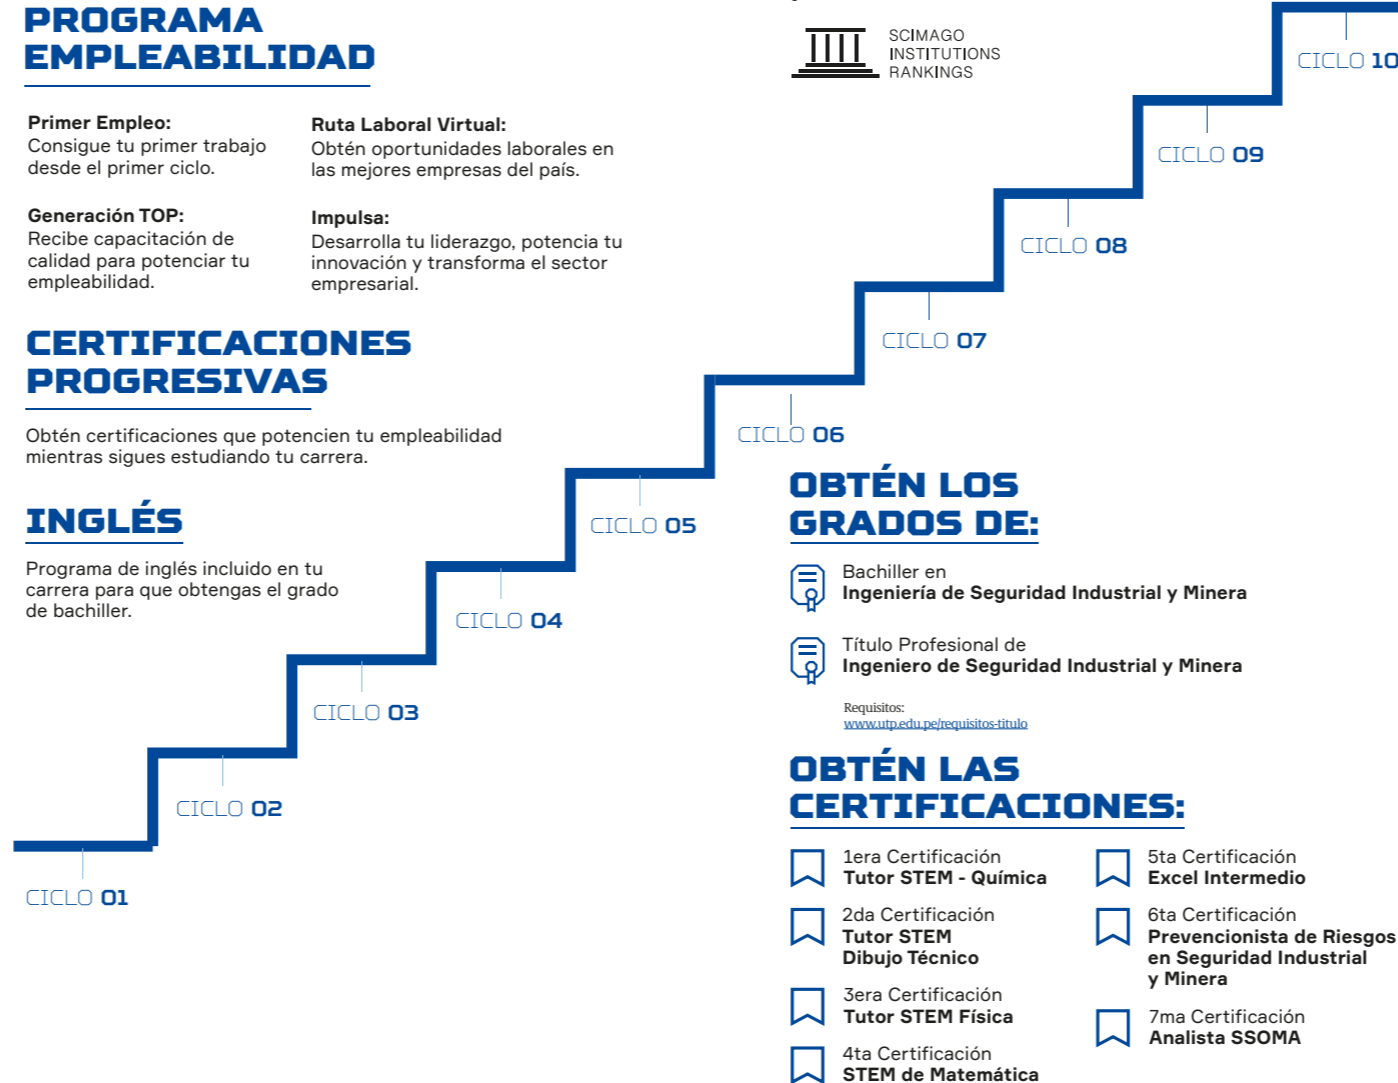 PROGRAMA
EMPLEABILIDAD
Primer Empleo:
Consigue tu primer trabajo
desde el primer ciclo.
Ruta Laboral Virtual:
Obtén oportunidades laborales en
las mejores empresas del país.
Generación TOP:
Recibe capacitación de
calidad para potenciar tu
empleabilidad.
Impulsa:
Desarrolla tu liderazgo, potencia tu
innovación y transforma el sector
empresarial.
CERTIFICACIONES
PROGRESIVAS
Obtén certificaciones que potencien tu empleabilidad
mientras sigues estudiando tu carrera.
INGLÉS
Programa de inglés incluido en tu
carrera para que obtengas el grado
de bachiller.
SCIMAGO
INSTITUTIONS
RANKINGS
CICLO 10
CICLO 09
CICLO 08
CICLO 07
CICLO 06
CICLO 05
CICLO 04
CICLO 03
CICLO 02
CICLO 01
OBTÉN LOS
GRADOS DE:
Bachiller en
Ingeniería de Seguridad Industrial y Minera
Título Profesional de
Ingeniero de Seguridad Industrial y Minera
Requisitos:
www.utp.edu.pe/requisitos-titulo
OBTÉN LAS
CERTIFICACIONES:
1era Certificación
Tutor STEM - Química
2da Certificación
Tutor STEM
Dibujo Técnico
3era Certificación
Tutor STEM Física
4ta Certificación
STEM de Matemática
5ta Certificación
Excel Intermedio
6ta Certificación
Prevencionista de Riesgos
en Seguridad Industrial
y Minera
7ma Certificación
Analista SSOMA